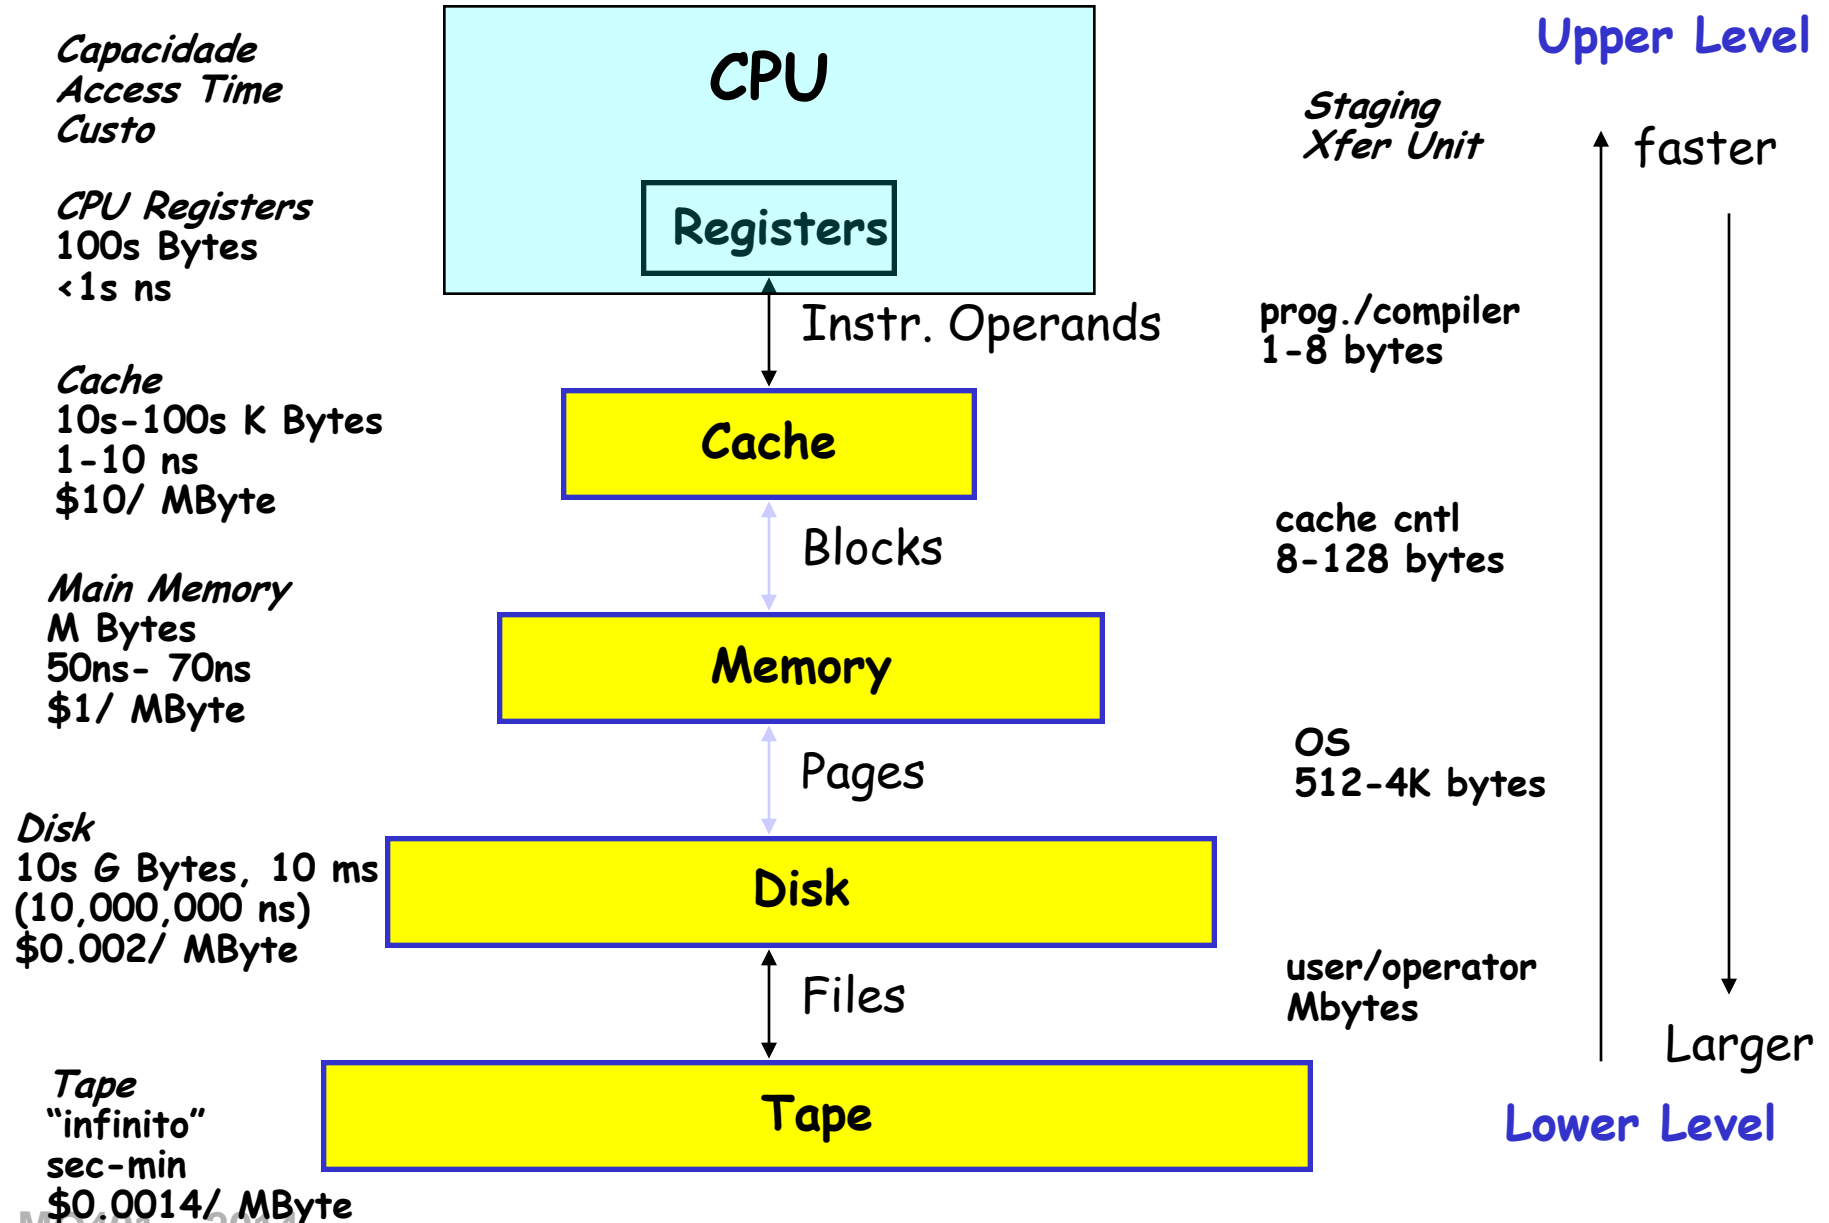 Capacidade
Access Time
Custo
CPU Registers
100s Bytes
<1s ns
Cache
10s-100s K Bytes
1-10 ns
$10/ MByte
Main Memory
M Bytes
50ns- 70ns
$1/ MByte
Disk
10s G Bytes, 10 ms
(10,000,000 ns)
$0.002/ MByte
Tape
“infinito”
sec-min
$0.0014/ MByte
CPU
Registers
Instr. Operands
Cache
Blocks
Memory
Pages
Disk
Files
Tape
Staging
Xfer Unit
prog./compiler
1-8 bytes
cache cntl
8-128 bytes
OS
512-4K bytes
user/operator
Mbytes
Upper Level
faster
Larger
Lower Level